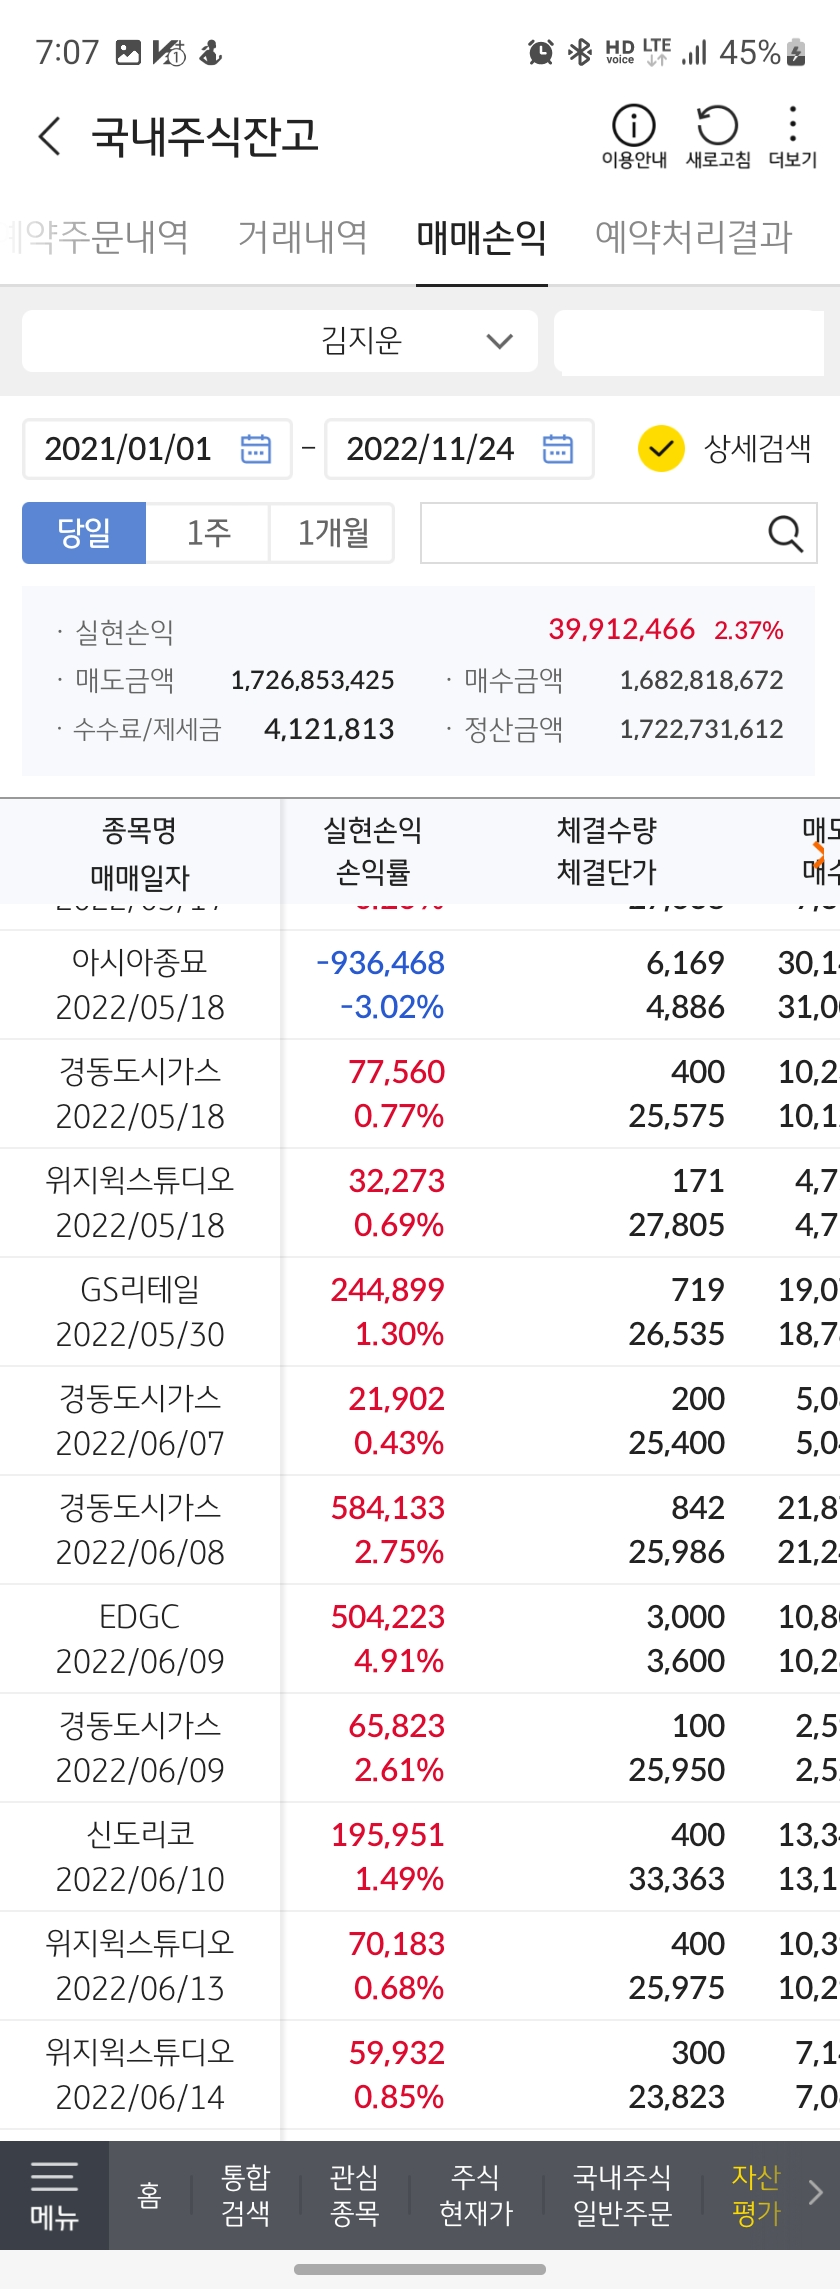 7:07 HD voice LTE 45%
국내주식잔고
이용안내 새로고침 더보기
예약주문내역 거래내역 매매손익 예약처리결과
김지운
2021/01/01 - 2022/11/24 상세검색
당일 1주 1개월
· 실현손익 39,912,466 2.37%
· 매도금액 1,726,853,425 · 매수금액 1,682,818,672
· 수수료/제세금 4,121,813 · 정산금액 1,722,731,612
종목명 실현손익 체결수량
매매일자 손익률 체결단가
아시아종묘 -936,468 6,169 30,1
2022/05/18 -3.02% 4,886 31,0
경동도시가스 77,560 400 10,2
2022/05/18 0.77% 25,575 10,1
위지윅스튜디오 32,273 171 4,7
2022/05/18 0.69% 27,805 4,7
GS리테일 244,899 719 19,0
2022/05/30 1.30% 26,535 18,7
경동도시가스 21,902 200 5,0
2022/06/07 0.43% 25,400 5,0
경동도시가스 584,133 842 21,8
2022/06/08 2.75% 25,986 21,2
EDGC 504,223 3,000 10,8
2022/06/09 4.91% 3,600 10,2
경동도시가스 65,823 100 2,5
2022/06/09 2.61% 25,950 2,5
신도리코 195,951 400 13,3
2022/06/10 1.49% 33,363 13,1
위지윅스튜디오 70,183 400 10,3
2022/06/13 0.68% 25,975 10,2
위지윅스튜디오 59,932 300 7,1
2022/06/14 0.85% 23,823 7,0
메뉴 홈 통합 관심 주식 국내주식 자산
검색 종목 현재가 일반주문 평가